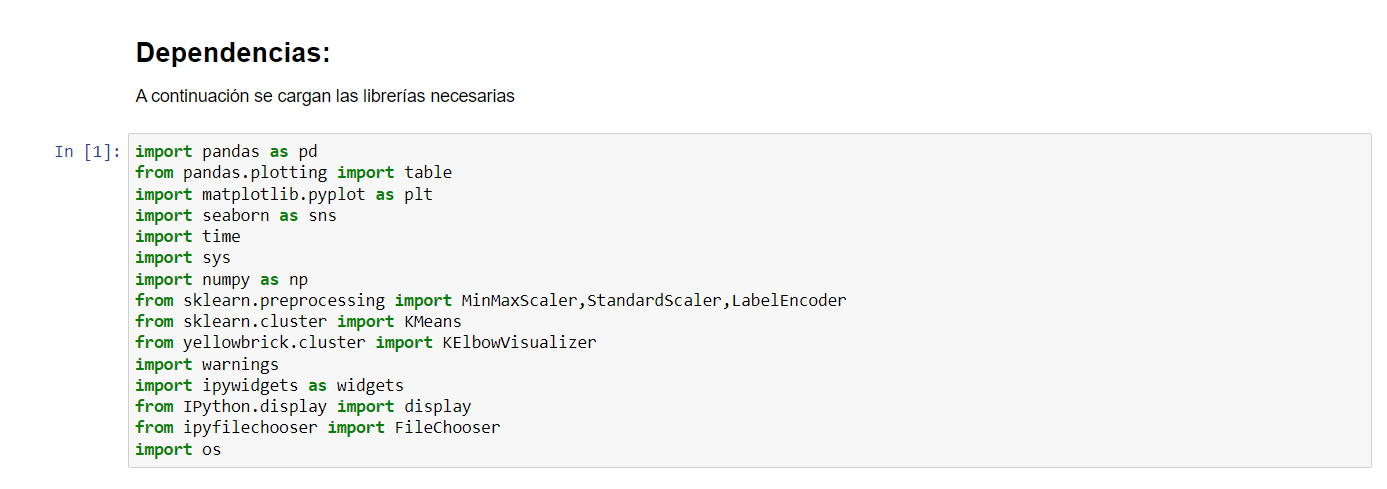 Dependencias:
A continuación se cargan las librerías necesarias
In [1]:
import pandas as pd
from pandas.plotting import table
import matplotlib.pyplot as plt
import seaborn as sns
import time
import sys
import numpy as np
from sklearn.preprocessing import MinMaxScaler,StandardScaler,LabelEncoder
from sklearn.cluster import KMeans
from yellowbrick.cluster import KElbowVisualizer
import warnings
import ipywidgets as widgets
from IPython.display import display
from ipyfilechooser import FileChooser
import os